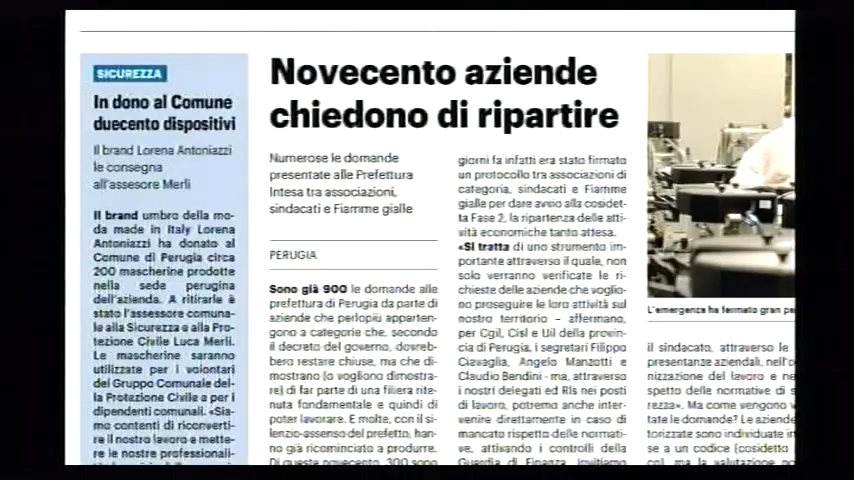 SICUREZZA
In dono al Comune
duecento dispositivi
Il brand Lorena Antoniazzi
le consegna
all'assesore Merli
Il brand umbro della mo-
da made in Italy Lorena
Antoniazzi ha donato al
Comune di Perugia circa
200 mascherine prodotte
nella sede perugina
dell'azienda. A ritirarle è
stato l'assessore comuna-
le alla Sicurezza e alla Pro-
tezione Civile Luca Merli.
Le mascherine saranno
utilizzate per i volontari
del Gruppo Comunale del-
la Protezione Civile e per i
dipendenti comunali. «Sia-
mo contenti di riconverti-
re il nostro lavoro e mette-
re le nostre professionali-
Novecento aziende
chiedono di ripartire
Numerose le domande
presentate alle Prefettura
Intesa tra associazioni,
sindacati e Fiamme gialle
PERUGIA
Sono già 900 le domande alle
prefettura di Perugia da parte di
aziende che perlopiù apparten-
gono a categorie che, secondo
il decreto del governo, dovreb-
bero restare chiuse, ma che di-
mostrano (o vogliono dimostra-
re) di far parte di una filiera rite-
nuta fondamentale e quindi di
poter lavorare. E molte, con il si-
lenzio-assenso del prefetto, han-
no già ricominciato a produrre.
Di queste novecento, 300 sono
giorni fa infatti era stato firmato
un protocollo tra associazioni di
categoria, sindacati e Fiamme
gialle per dare avvio alla cosidet-
ta Fase 2, la ripartenza delle atti-
vità economiche tanto attesa.
«Si tratta di uno strumento im-
portante attraverso il quale, non
solo verranno verificate le ri-
chieste delle aziende che voglio-
no proseguire le loro attività sul
nostro territorio – affermano,
per Cgil, Cisl e Uil della provin-
cia di Perugia, i segretari Filippo
Ciavaglia, Angelo Manzotti e
Claudio Bendini - ma, attraverso
i nostri delegati ed Rls nei posti
di lavoro, potremo anche inter-
venire direttamente in caso di
mancato rispetto delle normati-
ve, attivando i controlli della
Guardia di Finanza. Invitiamo
L'emergenza ha fermato gran pa
il sindacato, attraverso le
presentanze aziendali, nell'o
nizzazione del lavoro e ne
spetto delle normative di s
rezza». Ma come vengono v
tate le domande? Le aziende
torizzate sono individuate in
se a un codice (cosidetto
co), ma la valutazione po